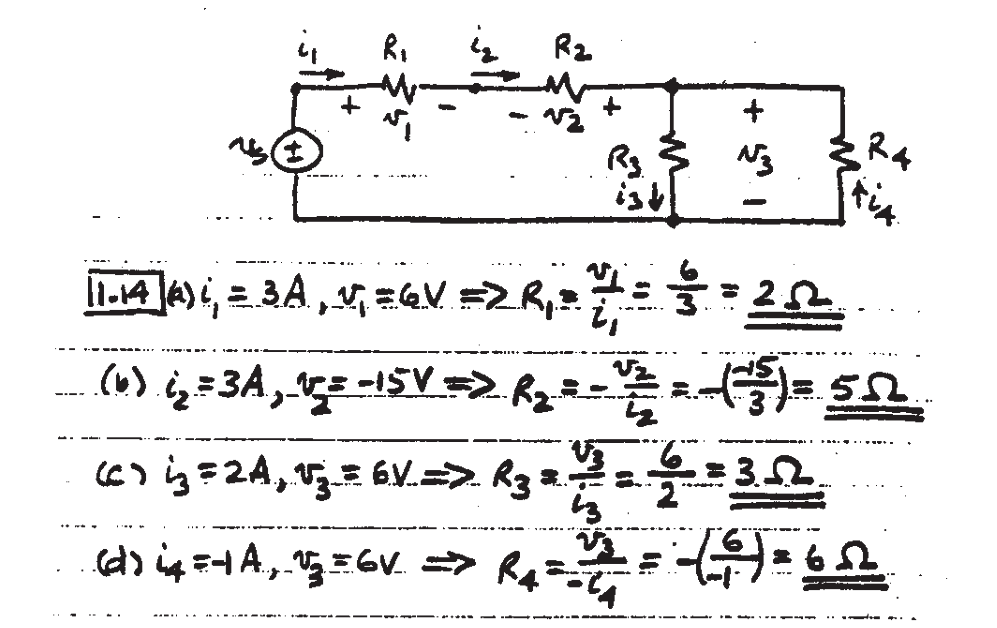 i₁ R₁ i₂ R₂
+ v₁ - - v₂ + +
vs ± R₃ v₃ R₄
i₃ ↓ - ↑ i₄
1.14 (a) i₁ = 3A, v₁ = 6V => R₁ = v₁/i₁ = 6/3 = 2 Ω
(b) i₂ = 3A, v₂ = -15V => R₂ = - v₂/i₂ = -(-15/3) = 5 Ω
(c) i₃ = 2A, v₃ = 6V => R₃ = v₃/i₃ = 6/2 = 3 Ω
(d) i₄ = -1A, v₃ = 6V => R₄ = v₃/-i₄ = -(6/-1) = 6 Ω